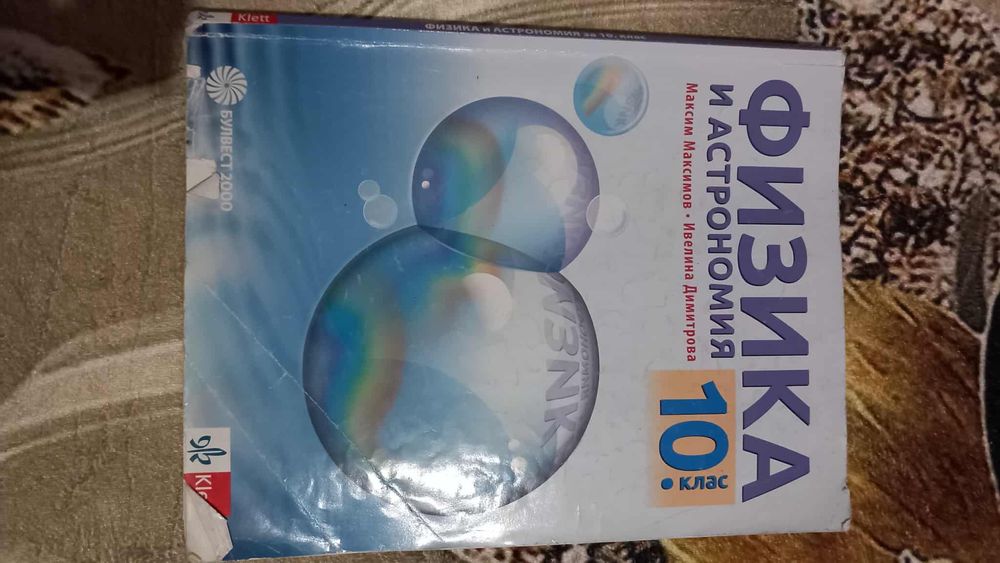 ФИЗИКА
И АСТРОНОМИЯ
Максим Максимов • Ивелина Димитрова
10.
клас
БУЛВЕСТ 2000
Klett
ФИЗИКА И АСТРОНОМИЯ за 10. клас